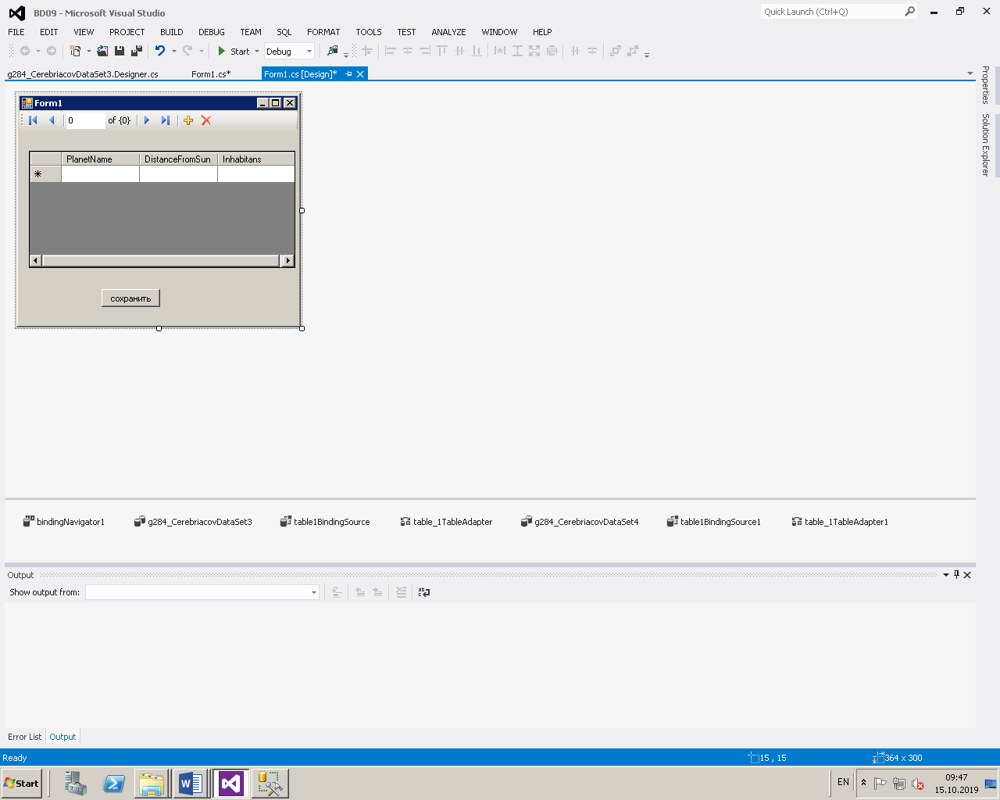 BD09 - Microsoft Visual Studio
Quick Launch (Ctrl+Q)
FILE EDIT VIEW PROJECT BUILD DEBUG TEAM SQL FORMAT TOOLS TEST ANALYZE WINDOW HELP
Start Debug
g284_CerebriacovDataSet3.Designer.cs Form1.cs* Form1.cs [Design]*
Properties
Solution Explorer
Form1
0 of {0}
PlanetName DistanceFromSun Inhabitans
сохранить
bindingNavigator1 g284_CerebriacovDataSet3 table1BindingSource table_1TableAdapter g284_CerebriacovDataSet4 table1BindingSource1 table_1TableAdapter1
Output
Show output from:
Error List Output
Ready 15 , 15 364 x 300
Start EN 09:47
15.10.2019